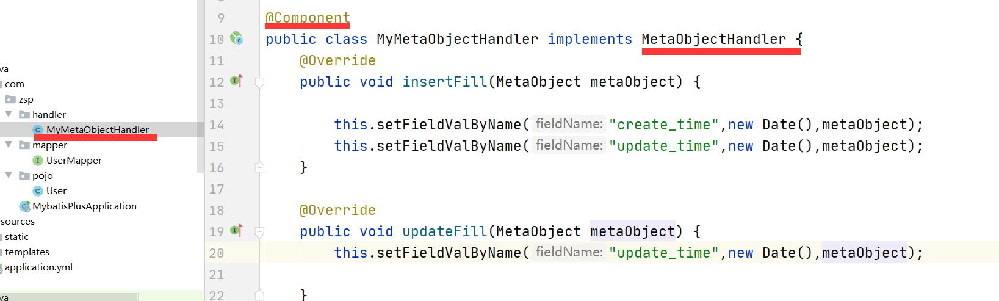 va
com
zsp
handler
MyMetaObjectHandler
mapper
UserMapper
pojo
User
MybatisPlusApplication
esources
static
templates
application.yml
va
9 @Component
10 public class MyMetaObjectHandler implements MetaObjectHandler {
11 @Override
12 public void insertFill(MetaObject metaObject) {
13
14 this.setFieldValByName( fieldName: "create_time",new Date(),metaObject);
15 this.setFieldValByName( fieldName: "update_time",new Date(),metaObject);
16 }
17
18 @Override
19 public void updateFill(MetaObject metaObject) {
20 this.setFieldValByName( fieldName: "update_time",new Date(),metaObject);
21
22 }